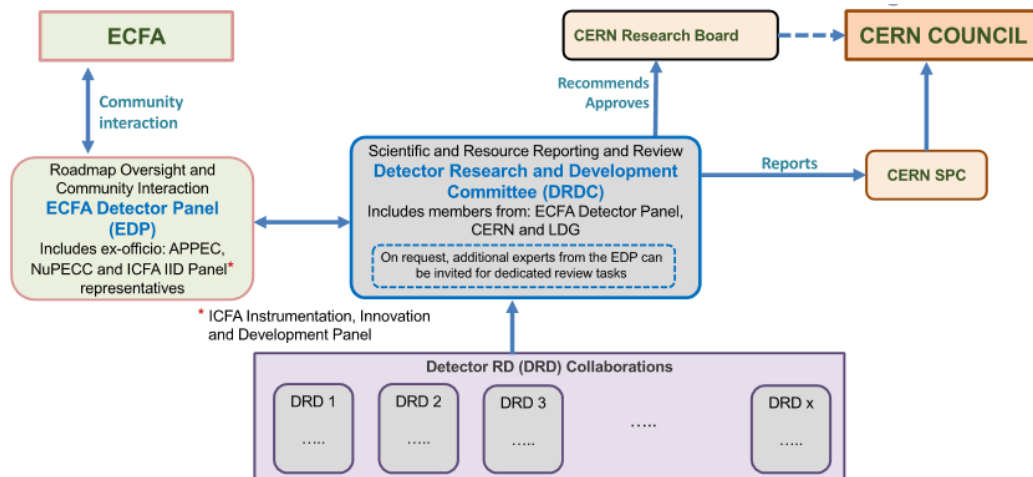 ECFA
Community
interaction
Roadmap Oversight and
Community Interaction
ECFA Detector Panel
(EDP)
Includes ex-officio: APPEC,
NuPECC and ICFA IID Panel*
representatives
* ICFA Instrumentation, Innovation
and Development Panel
CERN Research Board
CERN COUNCIL
Recommends
Approves
Scientific and Resource Reporting and Review
Detector Research and Development
Committee (DRDC)
Includes members from: ECFA Detector Panel,
CERN and LDG
On request, additional experts from the EDP can
be invited for dedicated review tasks
Reports
CERN SPC
Detector RD (DRD) Collaborations
DRD 1
.....
DRD 2
.....
DRD 3
.....
.....
DRD x
.....